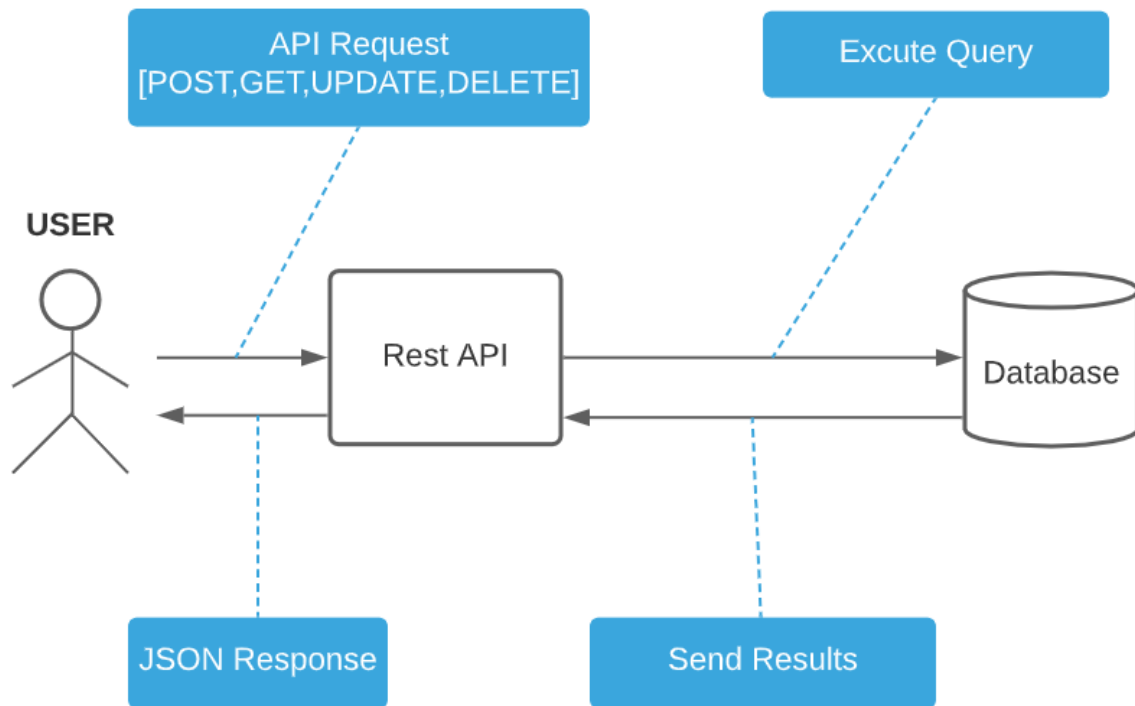 API Request
[POST,GET,UPDATE,DELETE]
Excute Query
USER
Rest API
Database
JSON Response
Send Results